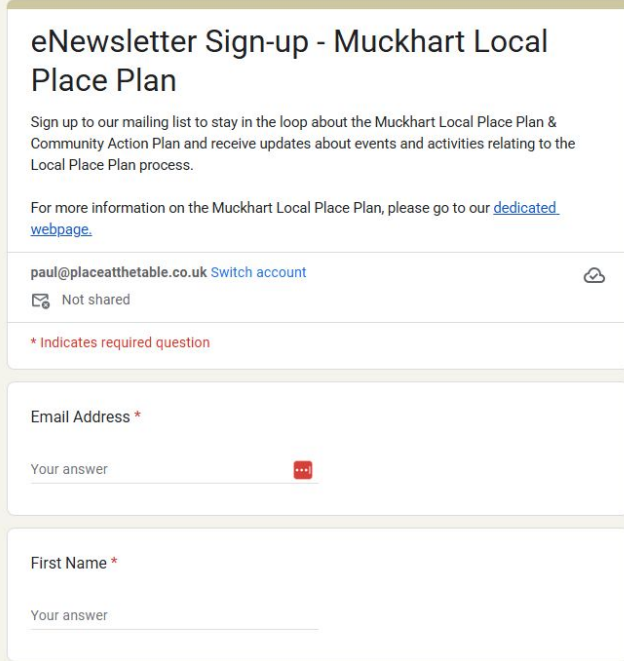 eNewsletter Sign-up - Muckhart Local
Place Plan
Sign up to our mailing list to stay in the loop about the Muckhart Local Place Plan &
Community Action Plan and receive updates about events and activities relating to the
Local Place Plan process.
For more information on the Muckhart Local Place Plan, please go to our dedicated
webpage.
paul@placeatthetable.co.uk Switch account
Not shared
* Indicates required question
Email Address *
Your answer
First Name *
Your answer